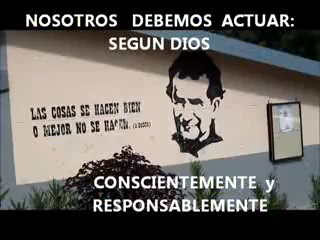 NOSOTROS DEBEMOS ACTUAR:
SEGUN DIOS
LAS COSAS SE HACEN BIEN
O MEJOR NO SE HACEN.
CONSCIENTEMENTE y
RESPONSABLEMENTE